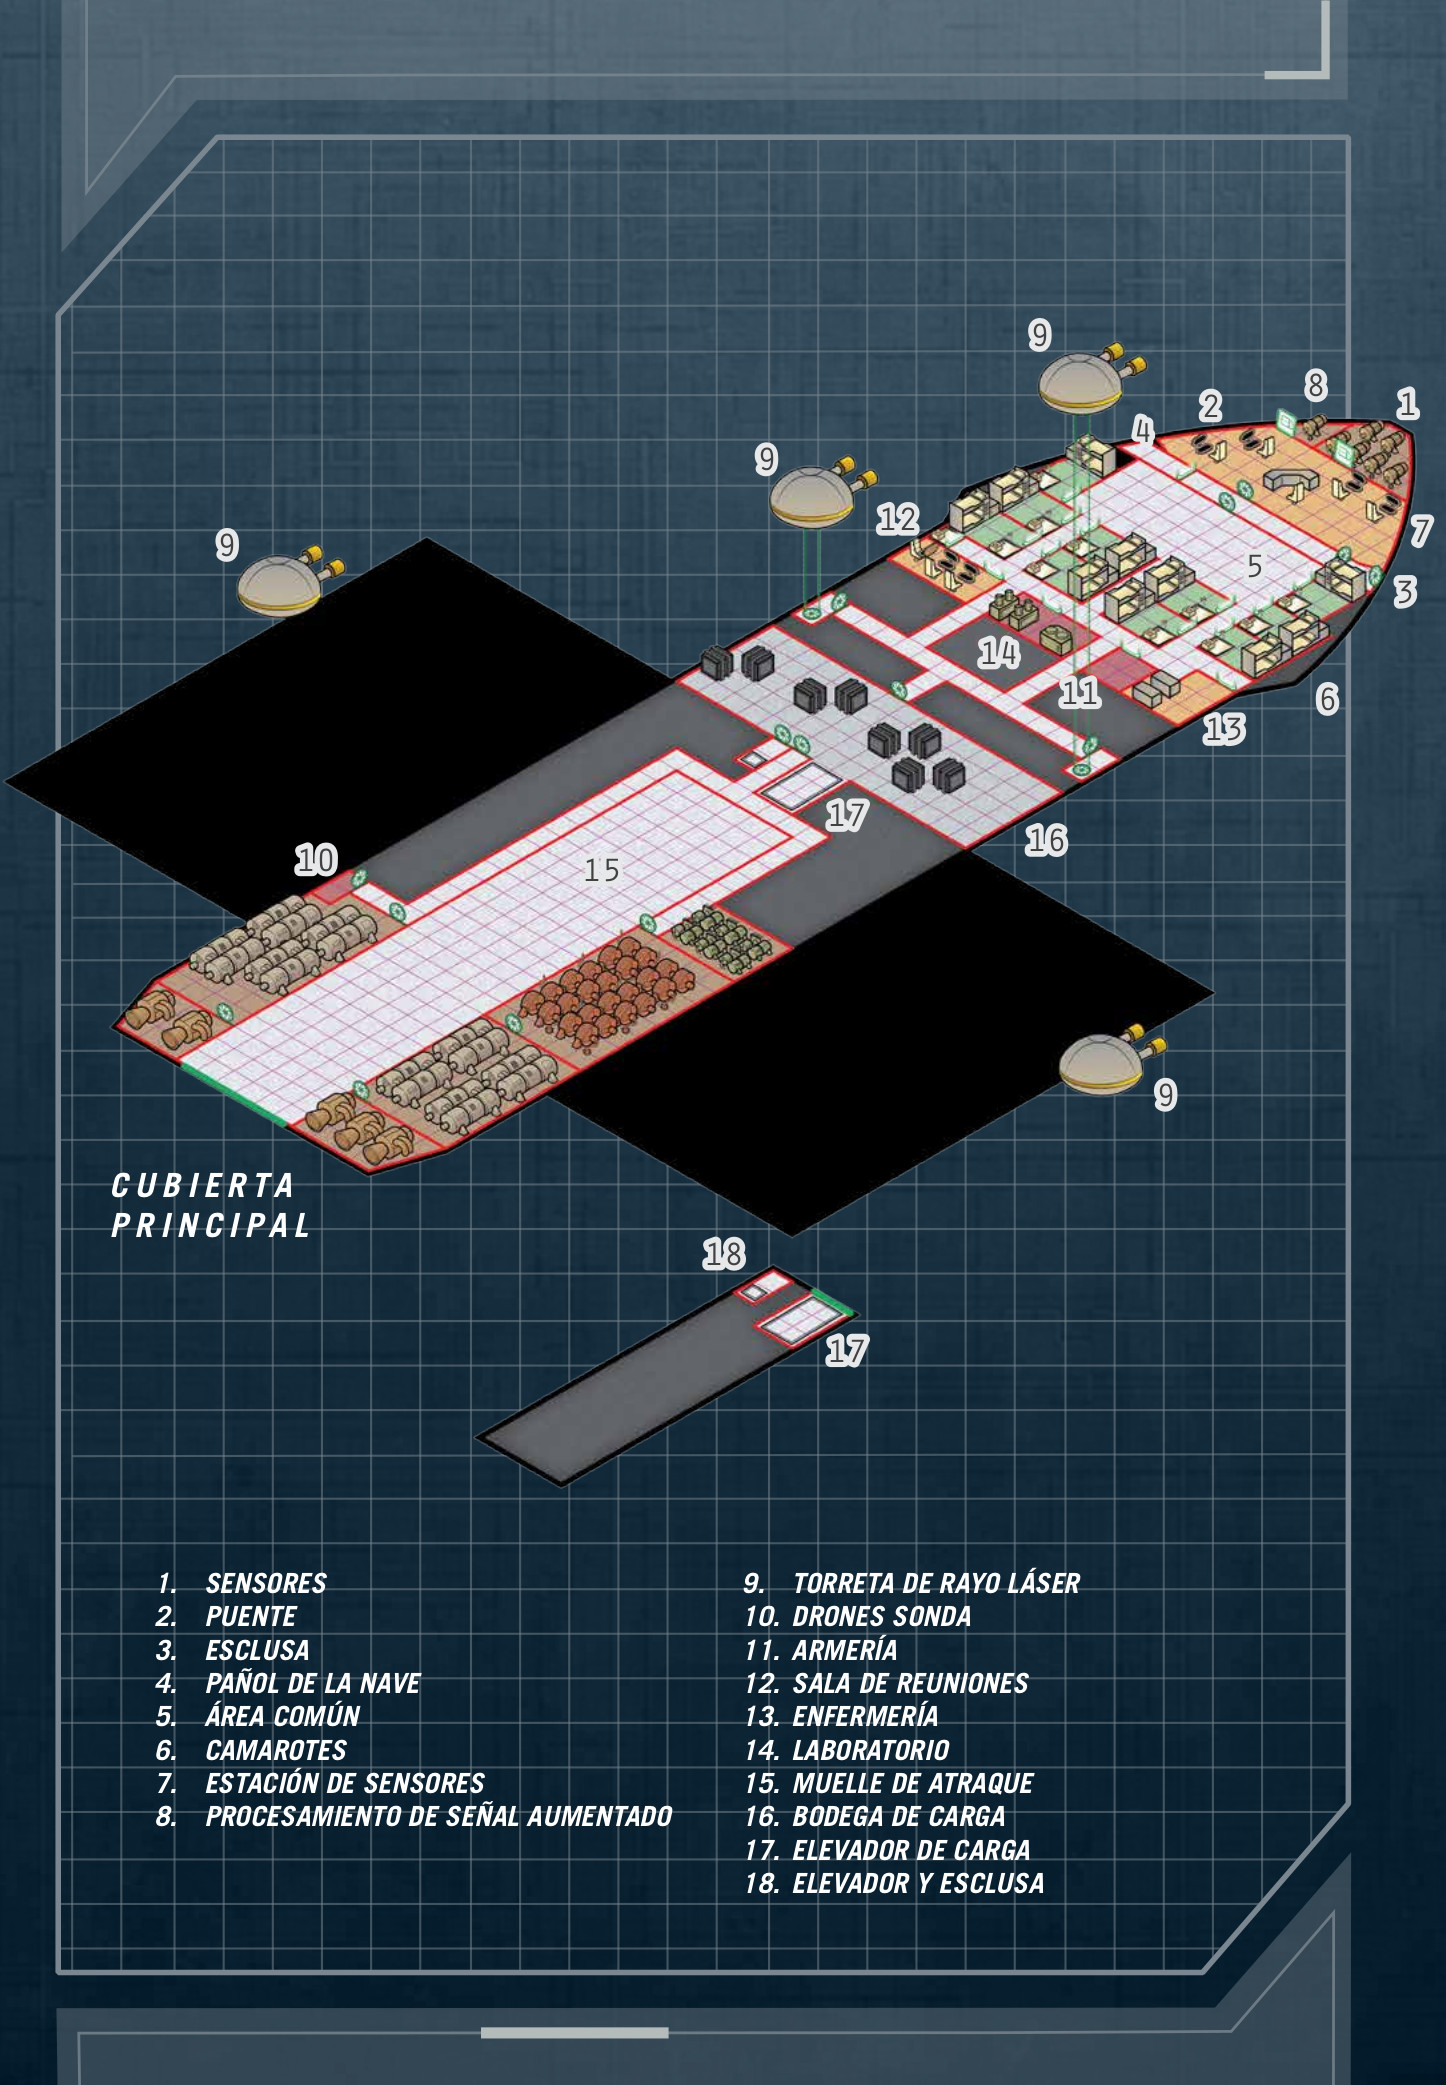 9
8
1
2
4
9
12
7
9
5
3
14
11
6
13
17
16
10
15
9
CUBIERTA
PRINCIPAL
18
17
1. SENSORES
2. PUENTE
3. ESCLUSA
4. PAÑOL DE LA NAVE
5. ÁREA COMÚN
6. CAMAROTES
7. ESTACIÓN DE SENSORES
8. PROCESAMIENTO DE SEÑAL AUMENTADO
9. TORRETA DE RAYO LÁSER
10. DRONES SONDA
11. ARMERÍA
12. SALA DE REUNIONES
13. ENFERMERÍA
14. LABORATORIO
15. MUELLE DE ATRAQUE
16. BODEGA DE CARGA
17. ELEVADOR DE CARGA
18. ELEVADOR Y ESCLUSA